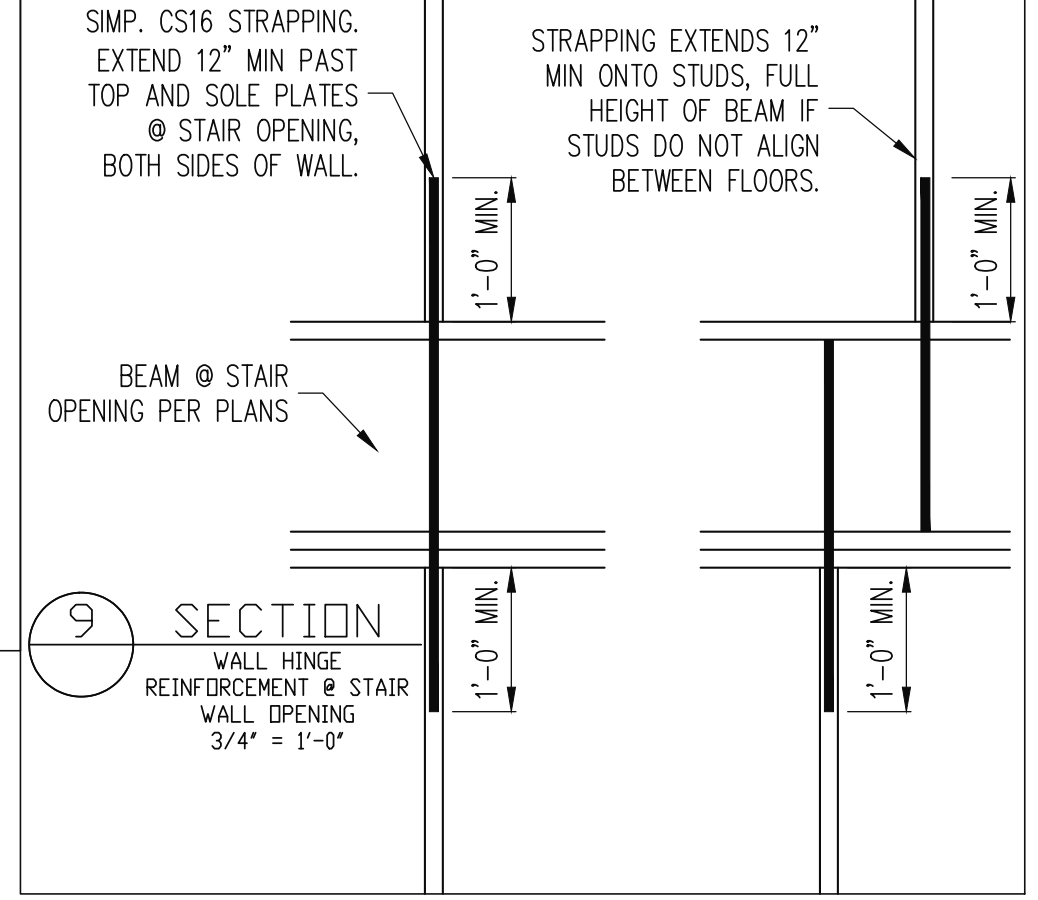 SIMP. CS16 STRAPPING.
EXTEND 12" MIN PAST
TOP AND SOLE PLATES
@ STAIR OPENING,
BOTH SIDES OF WALL.
STRAPPING EXTENDS 12"
MIN ONTO STUDS, FULL
HEIGHT OF BEAM IF
STUDS DO NOT ALIGN
BETWEEN FLOORS.
1'-0" MIN.
1'-0" MIN.
BEAM @ STAIR
OPENING PER PLANS
1'-0" MIN.
1'-0" MIN.
9
SECTION
WALL HINGE
REINFORCEMENT @ STAIR
WALL OPENING
3/4" = 1'-0"